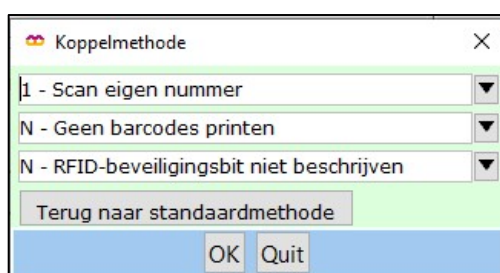 Koppelmethode
1 - Scan eigen nummer
N - Geen barcodes printen
N - RFID-beveiligingsbit niet beschrijven
Terug naar standaardmethode
OK Quit